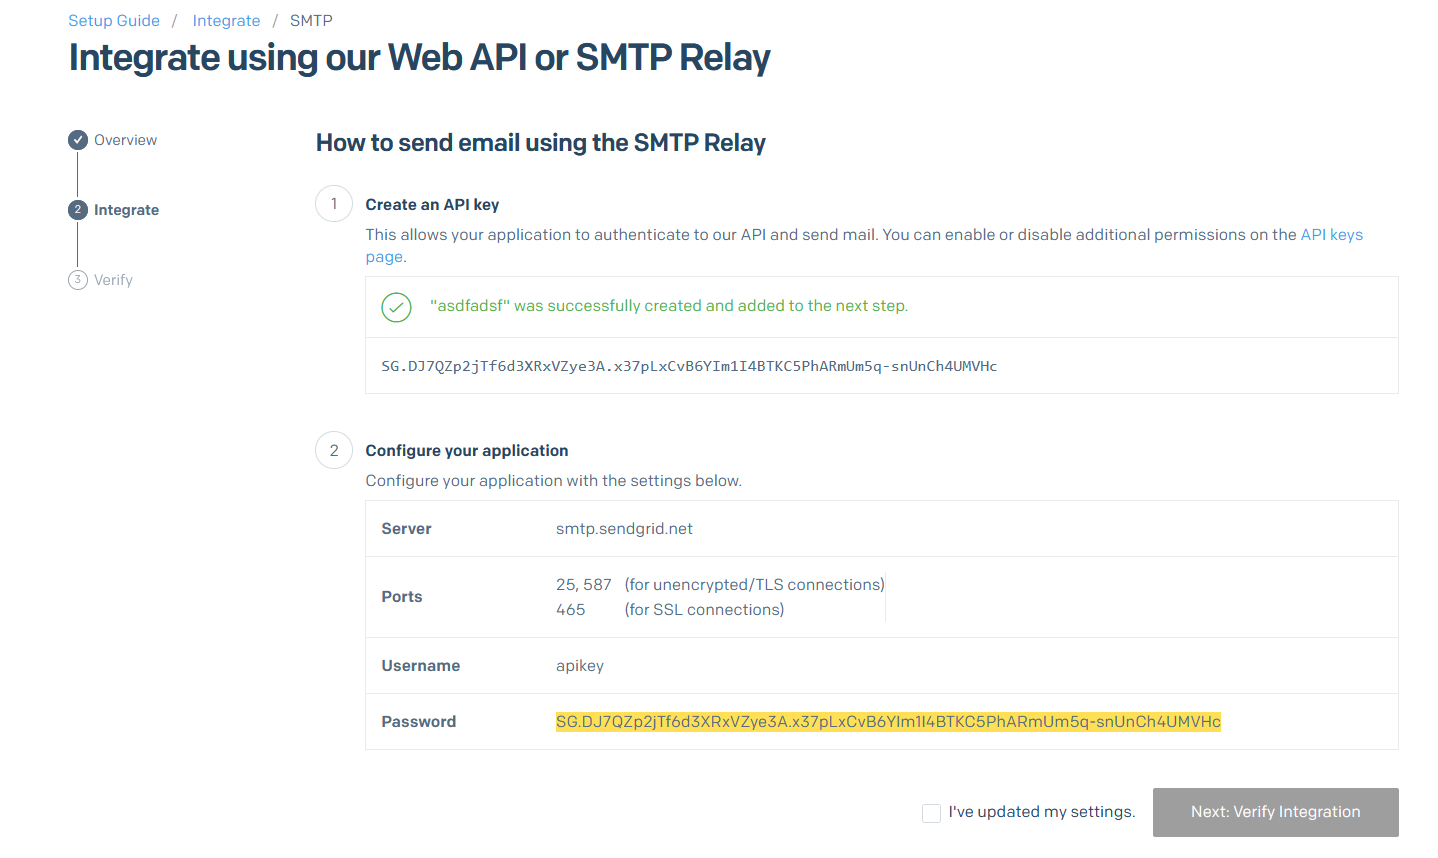 Setup Guide / Integrate / SMTP
Integrate using our Web API or SMTP Relay
Overview
2 Integrate
3 Verify
How to send email using the SMTP Relay
1 Create an API key
This allows your application to authenticate to our API and send mail. You can enable or disable additional permissions on the API keys
page.
"asdfadsf" was successfully created and added to the next step.
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
2 Configure your application
Configure your application with the settings below.
Server smtp.sendgrid.net
Ports 25, 587 (for unencrypted/TLS connections)
465 (for SSL connections)
Username apikey
Password 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
I've updated my settings. Next: Verify Integration